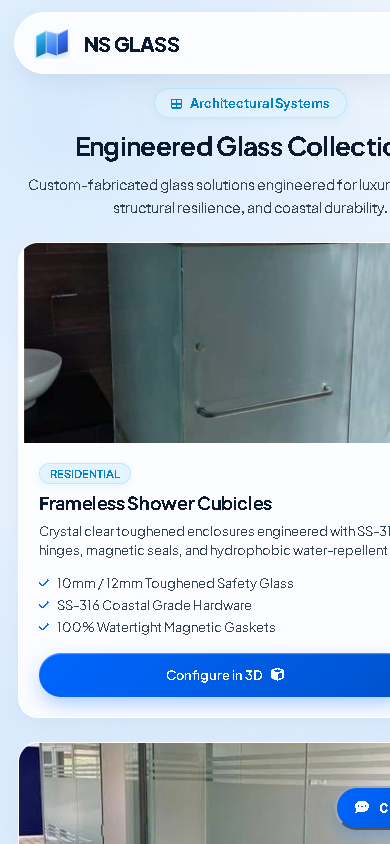 NS GLASS
Architectural Systems
Engineered Glass Collectio
Custom-fabricated glass solutions engineered for luxur
structural resilience, and coastal durability.
RESIDENTIAL
Frameless Shower Cubicles
Crystal clear toughened enclosures engineered with SS-31
hinges, magnetic seals, and hydrophobic water-repellent
10mm / 12mm Toughened Safety Glass
SS-316 Coastal Grade Hardware
100% Watertight Magnetic Gaskets
Configure in 3D
C